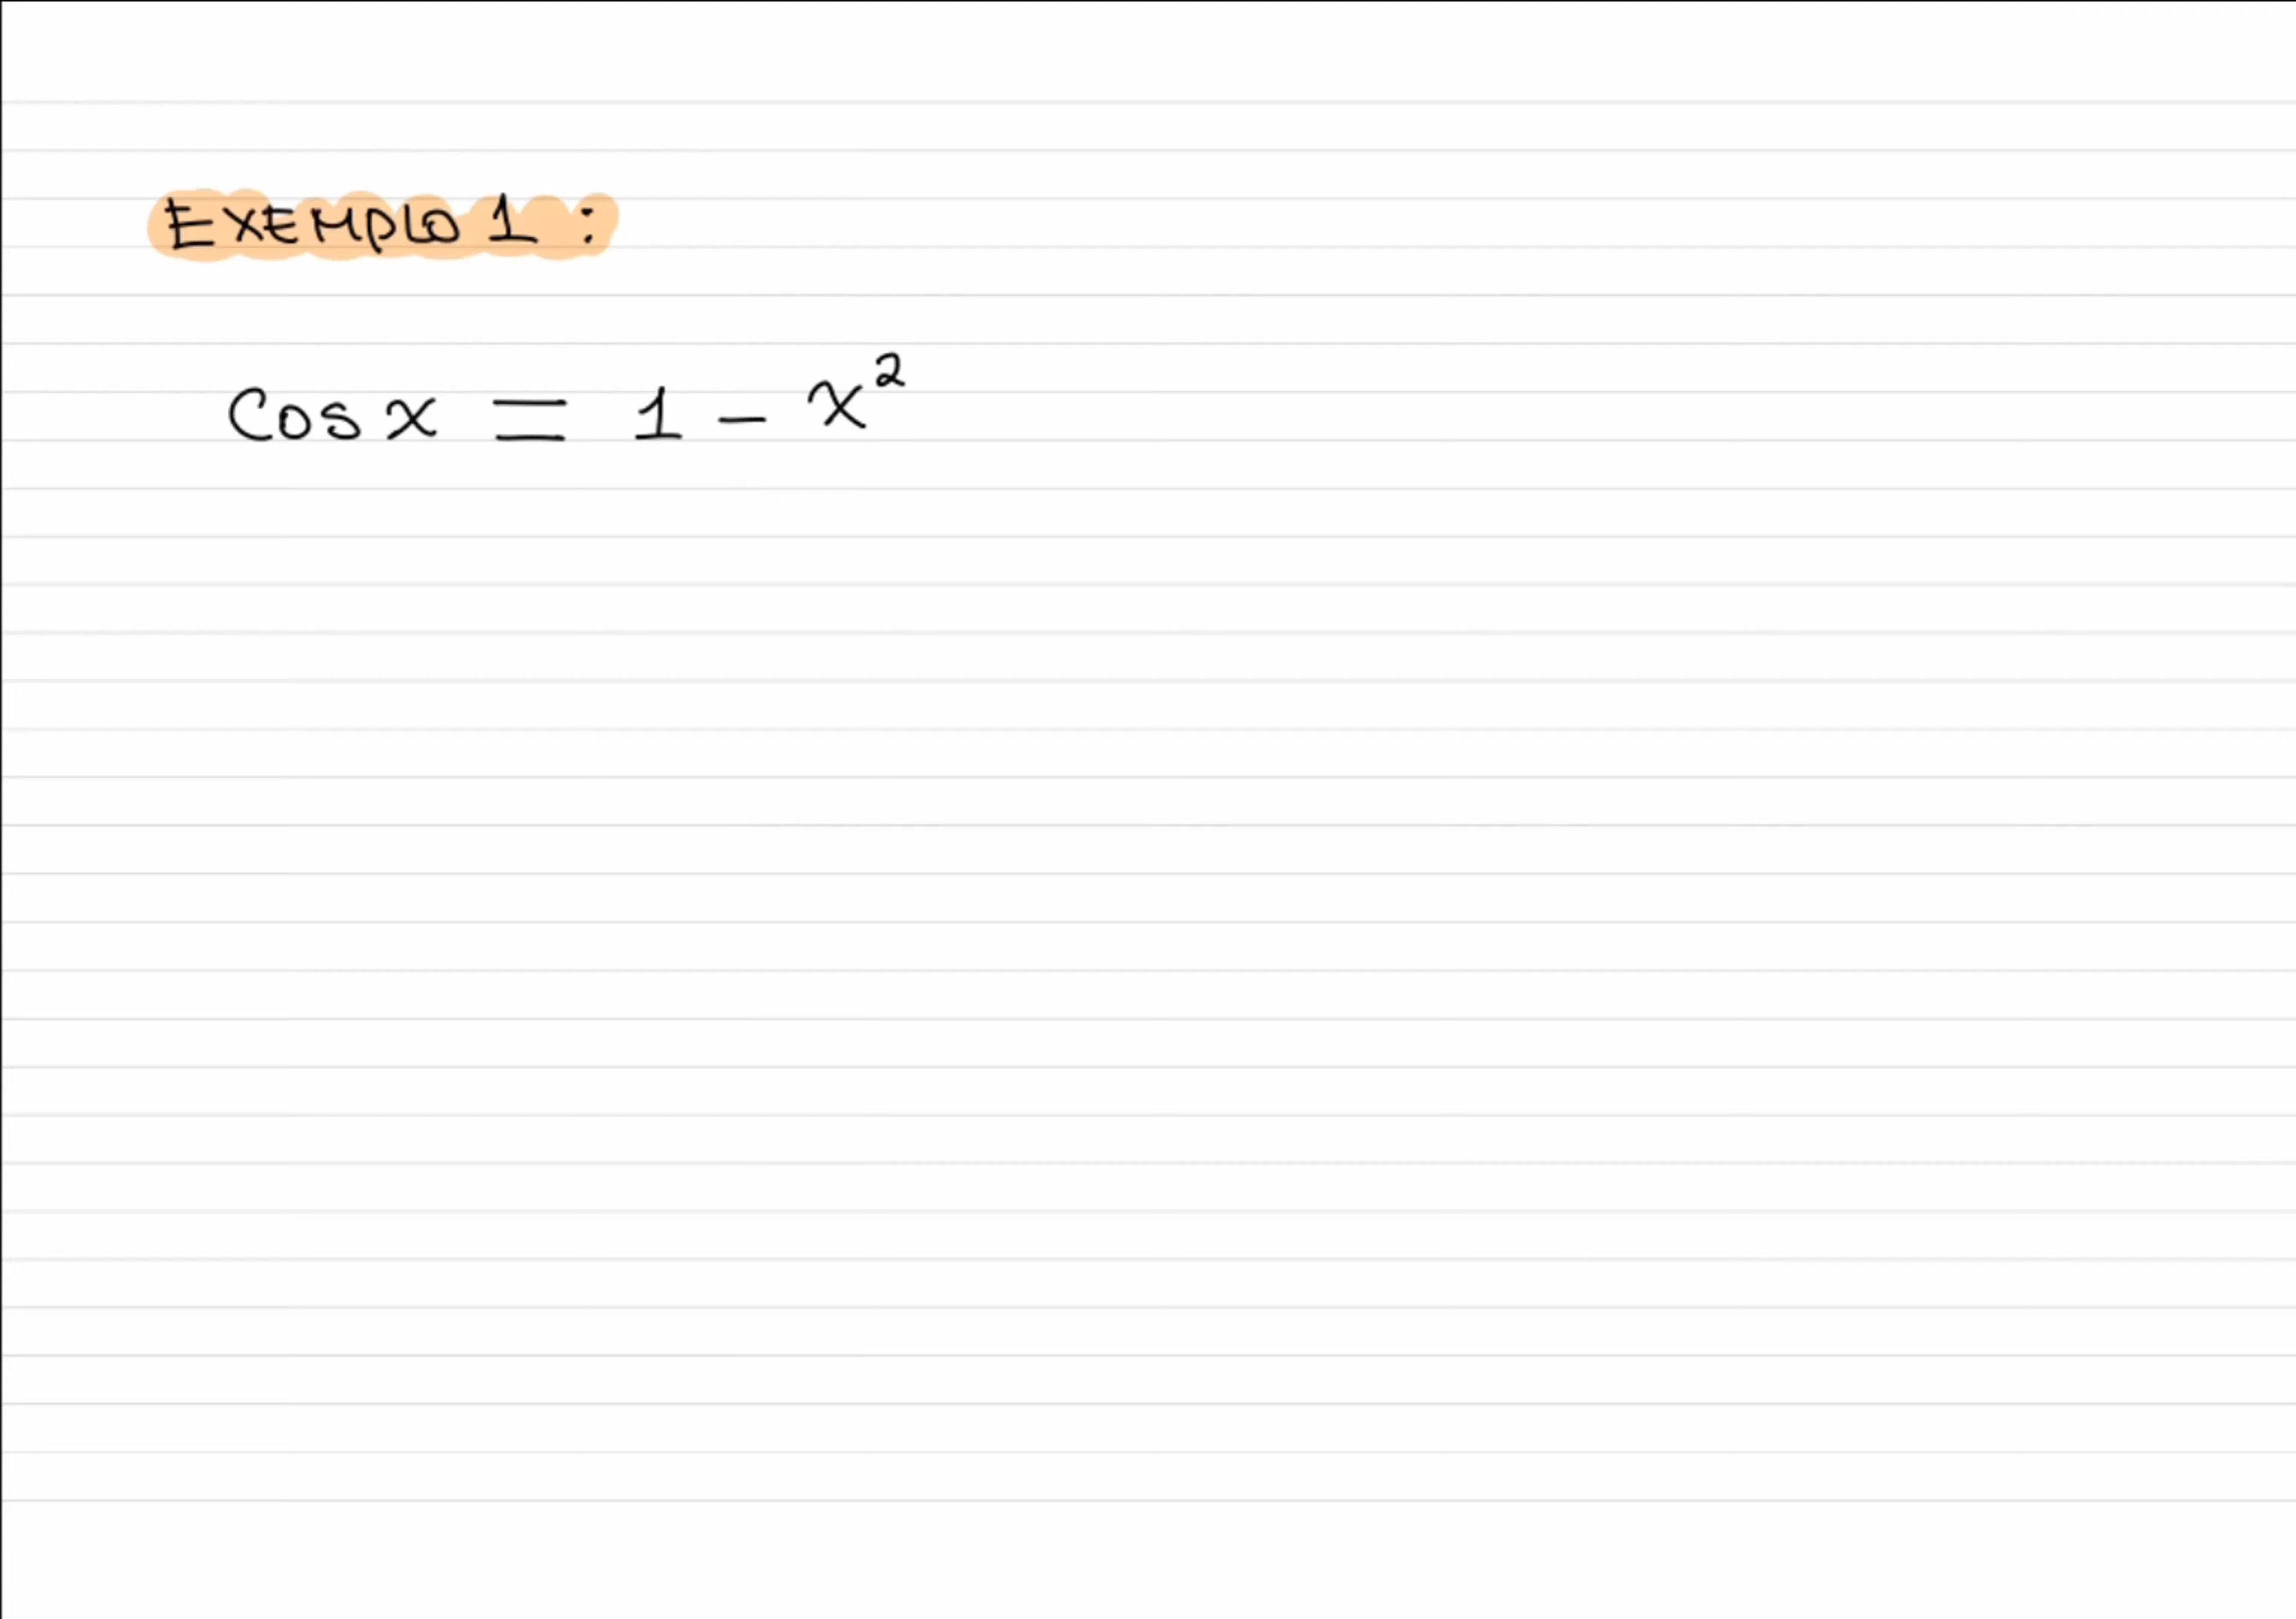 EXEMPLO 1 :
Cos x = 1 - x²